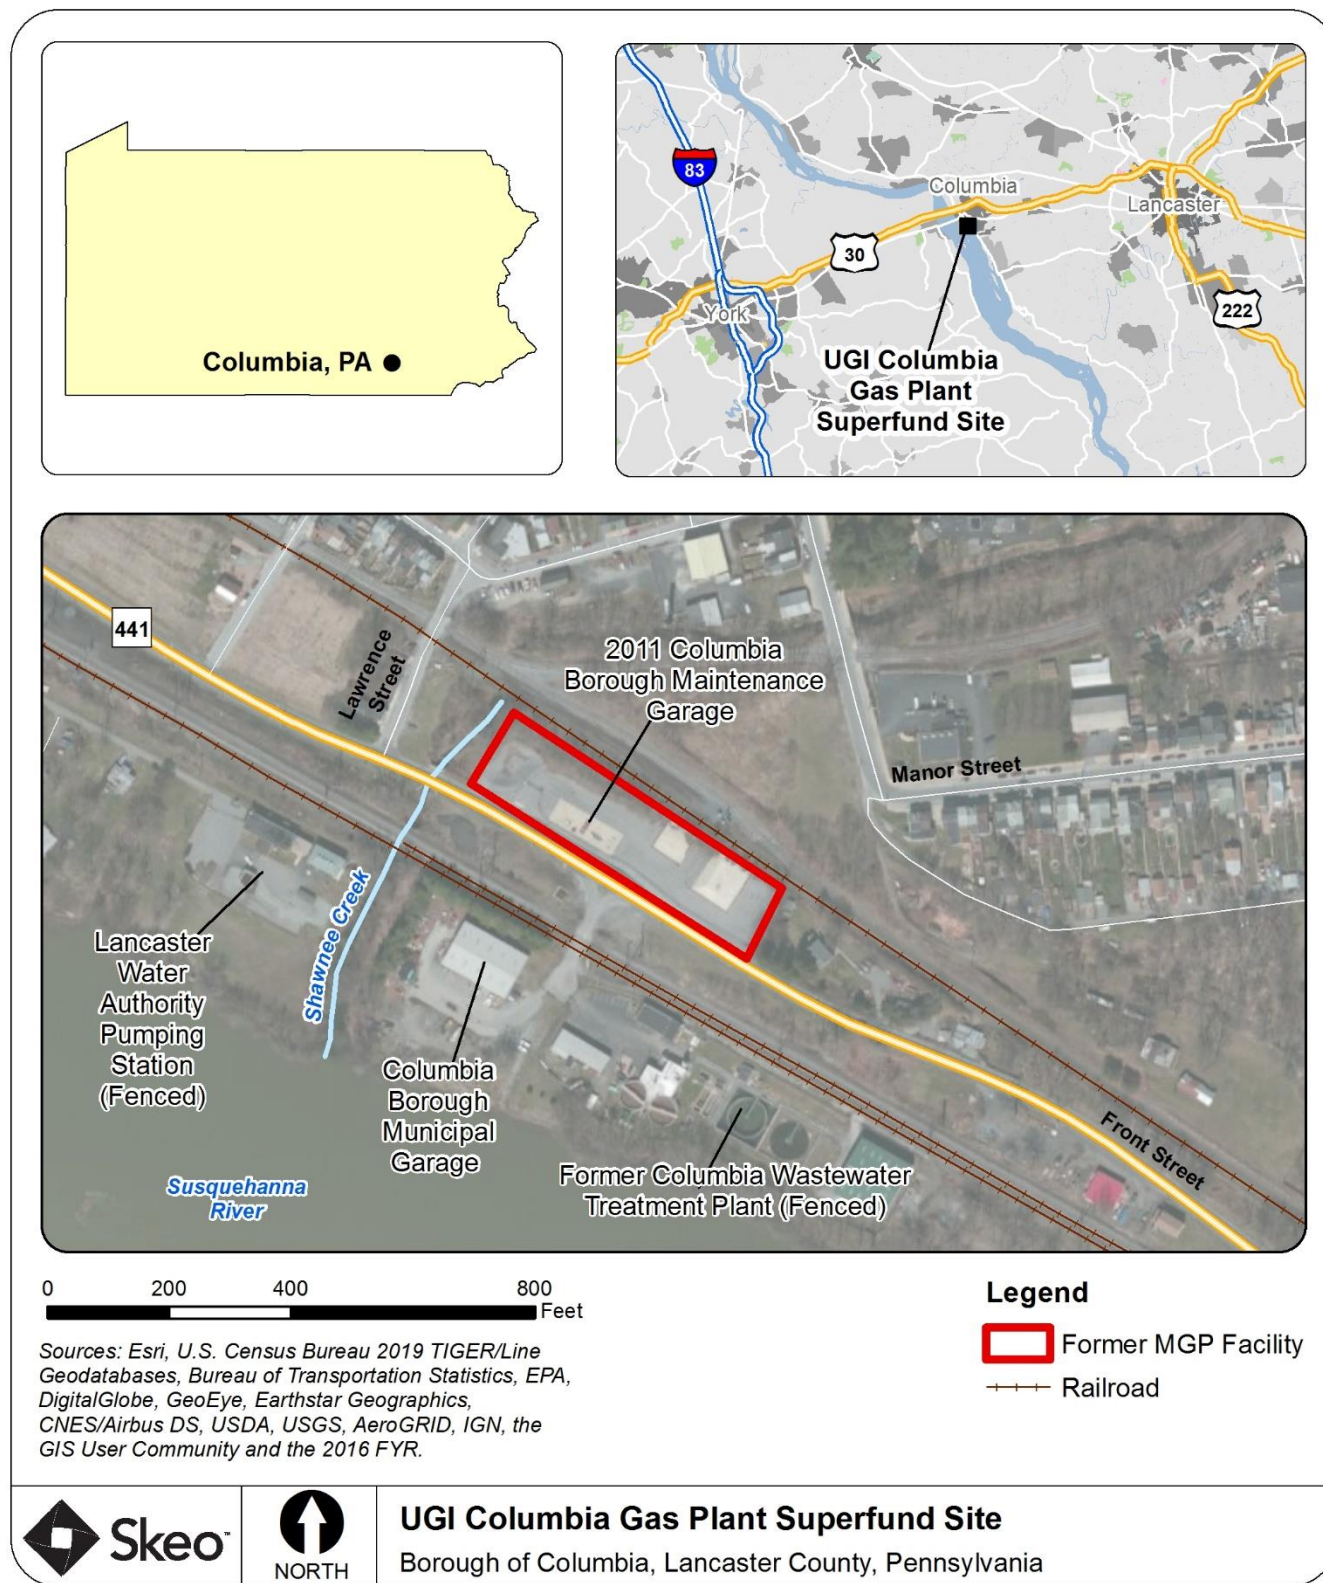 Columbia, PA
83
Columbia
Lancaster
30
York
222
UGI Columbia
Gas Plant
Superfund Site
441
Lawrence
Street
2011 Columbia
Borough Maintenance
Garage
Manor Street
Shawnee Creek
Lancaster
Water
Authority
Pumping
Station
(Fenced)
Columbia
Borough
Municipal
Garage
Former Columbia Wastewater
Treatment Plant (Fenced)
Front Street
Susquehanna
River
0 200 400 800
Feet
Legend
Former MGP Facility
Railroad
Sources: Esri, U.S. Census Bureau 2019 TIGER/Line
Geodatabases, Bureau of Transportation Statistics, EPA,
DigitalGlobe, GeoEye, Earthstar Geographics,
CNES/Airbus DS, USDA, USGS, AeroGRID, IGN, the
GIS User Community and the 2016 FYR.
Skeo™
NORTH
UGI Columbia Gas Plant Superfund Site
Borough of Columbia, Lancaster County, Pennsylvania